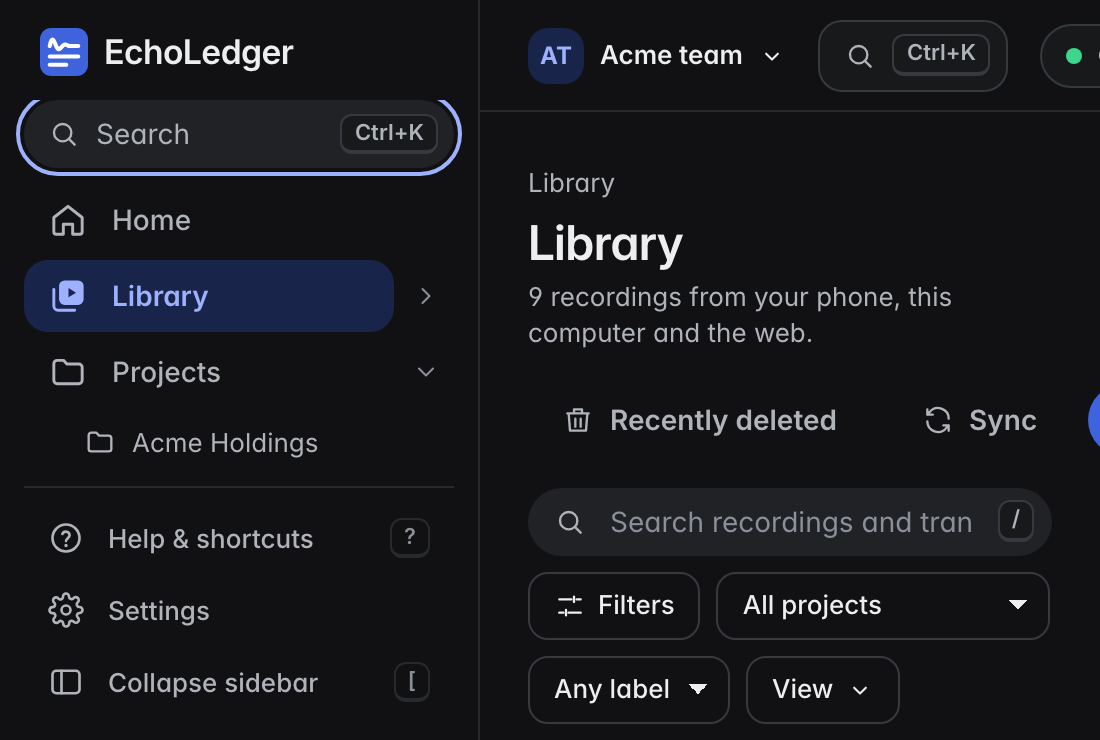 EchoLedger
Search Ctrl+K
Home
Library
Projects
Acme Holdings
Help & shortcuts ?
Settings
Collapse sidebar [
AT Acme team Ctrl+K
Library
Library
9 recordings from your phone, this
computer and the web.
Recently deleted Sync
Search recordings and tran /
Filters All projects
Any label View